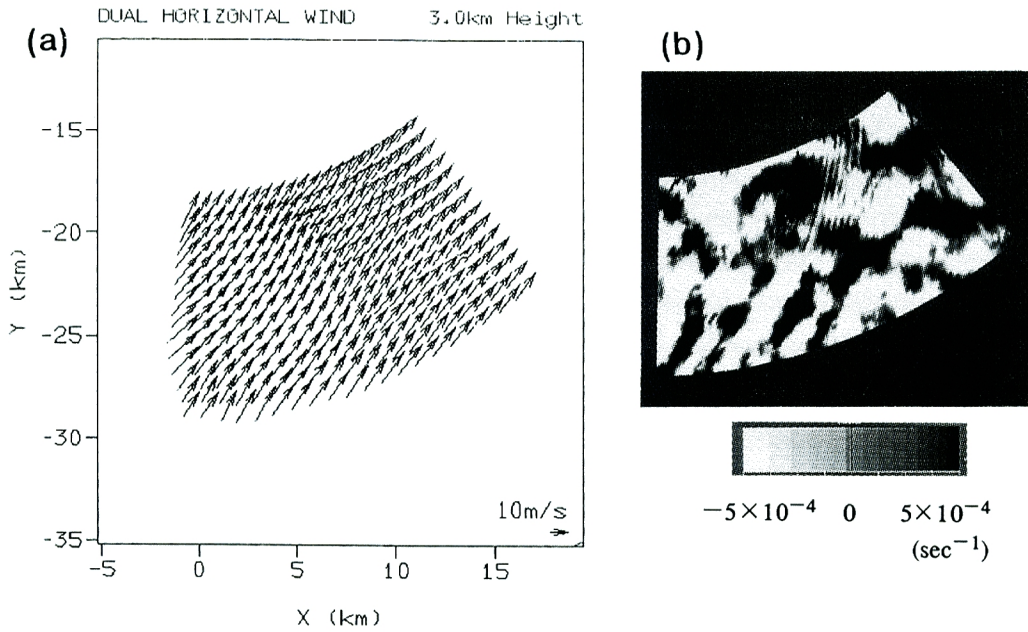 DUAL HORIZONTAL WIND 3.0km Height
(a)
-15
-20
-25
-30
-35
Y (km)
10m/s
-5 0 5 10 15
X (km)
(b)
−5×10−4 0 5×10−4
(sec−1)